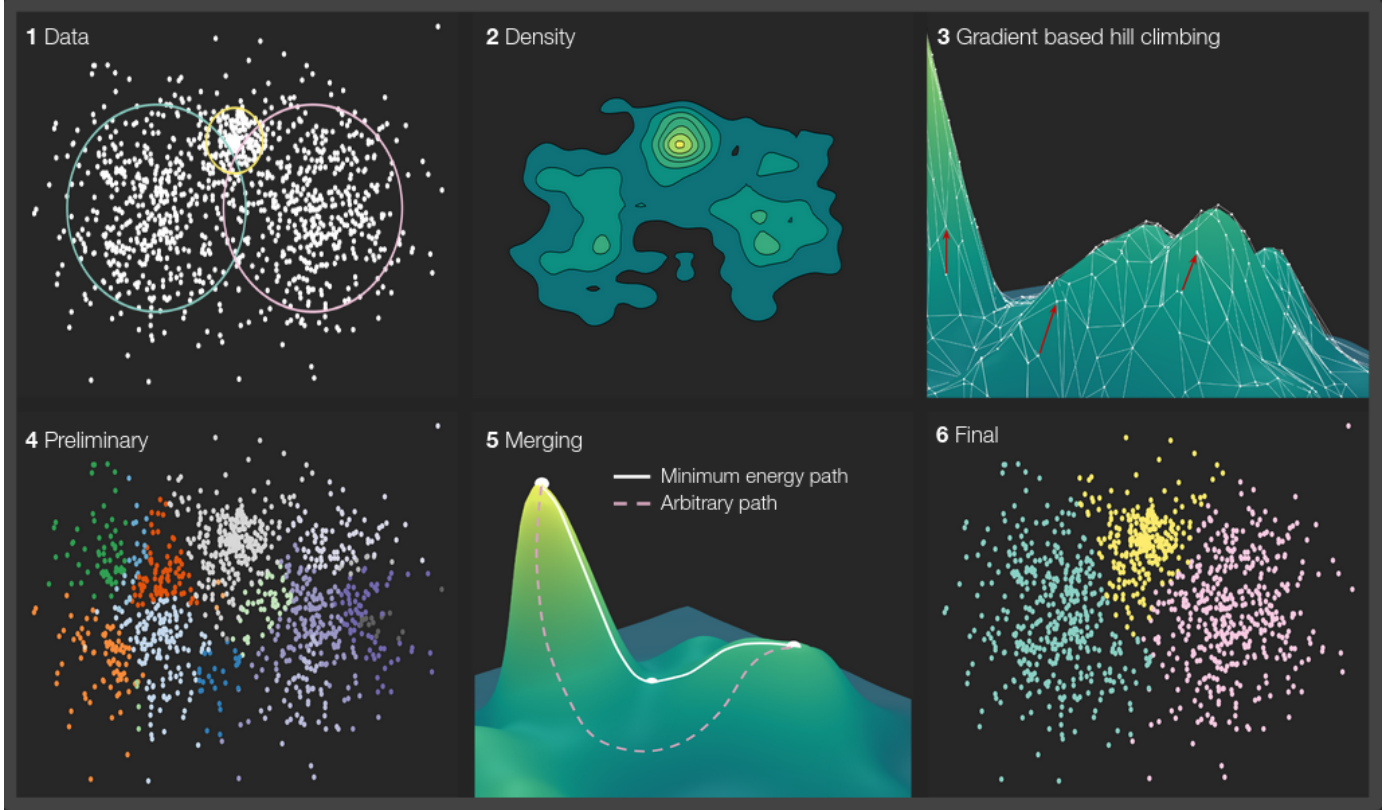 1 Data
2 Density
3 Gradient based hill climbing
4 Preliminary
5 Merging
Minimum energy path
Arbitrary path
6 Final